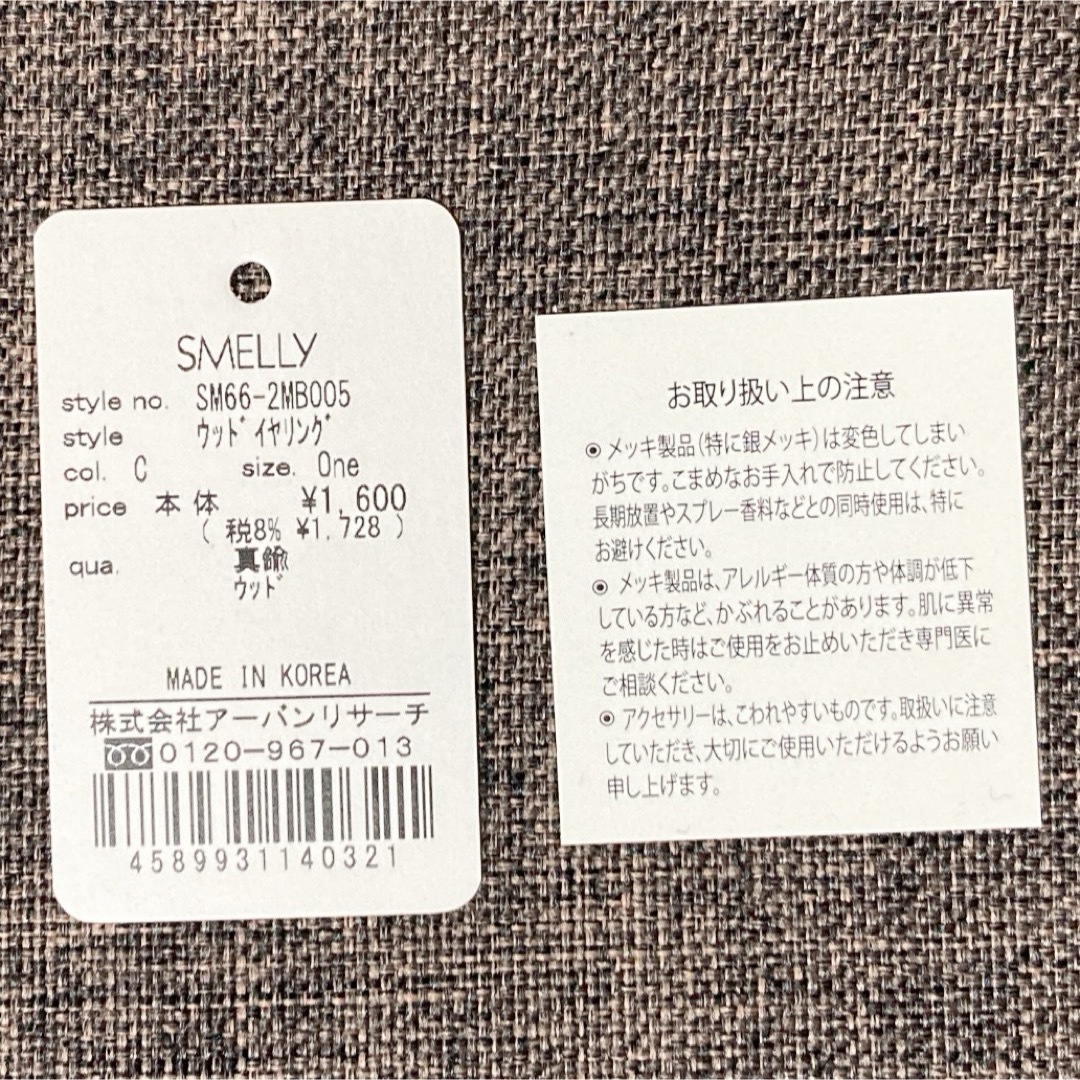 SMELLY
style no. SM66-2MB005
style ｳｯﾄﾞｲﾔﾘﾝｸﾞ
col. C size. One
price 本体 ¥1,600
( 税8% ¥1,728 )
qua. 真鍮
ｳｯﾄﾞ
MADE IN KOREA
株式会社アーバンリサーチ
0120-967-013
4589931140321
お取り扱い上の注意
◉ メッキ製品(特に銀メッキ)は変色してしまい
がちです。こまめなお手入れで防止してください。
長期放置やスプレー香料などとの同時使用は、特に
お避けください。
◉ メッキ製品は、アレルギー体質の方や体調が低下
している方など、かぶれることがあります。肌に異常
を感じた時はご使用をお止めいただき専門医に
ご相談ください。
◉ アクセサリーは、こわれやすいものです。取扱いに注意
していただき、大切にご使用いただけるようお願い
申し上げます。